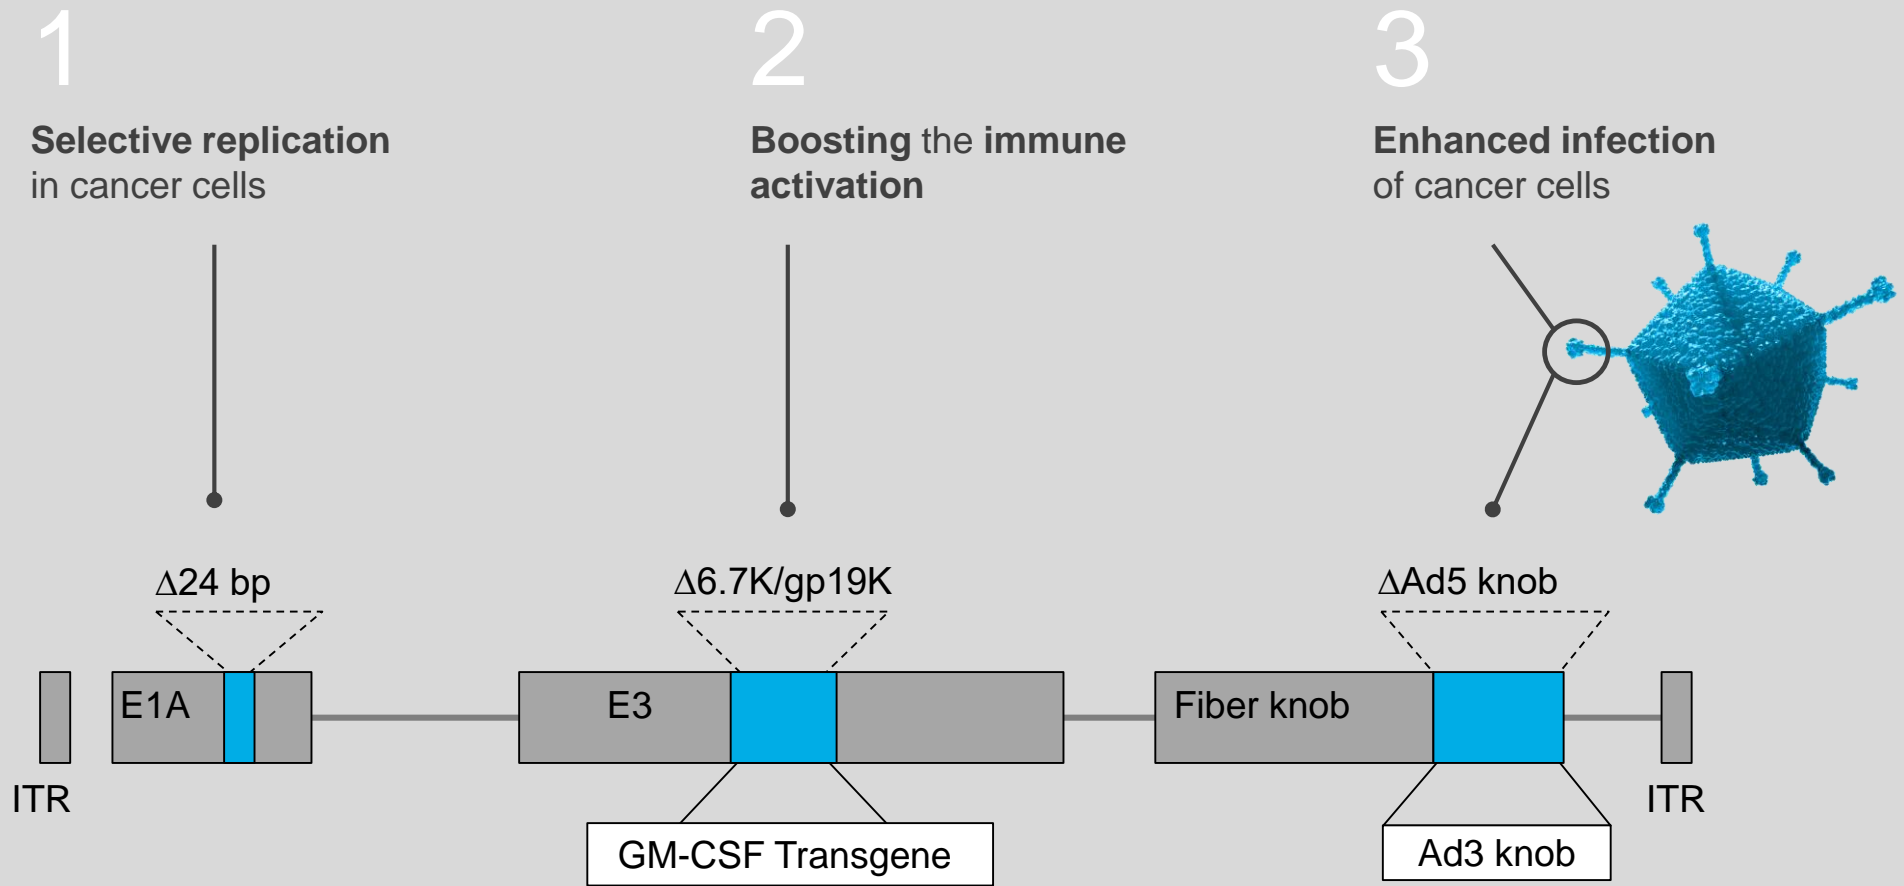 1
Selective replication
in cancer cells
2
Boosting the immune
activation
3
Enhanced infection
of cancer cells
Δ24 bp
Δ6.7K/gp19K
ΔAd5 knob
E1A
E3
Fiber knob
ITR
ITR
GM-CSF Transgene
Ad3 knob